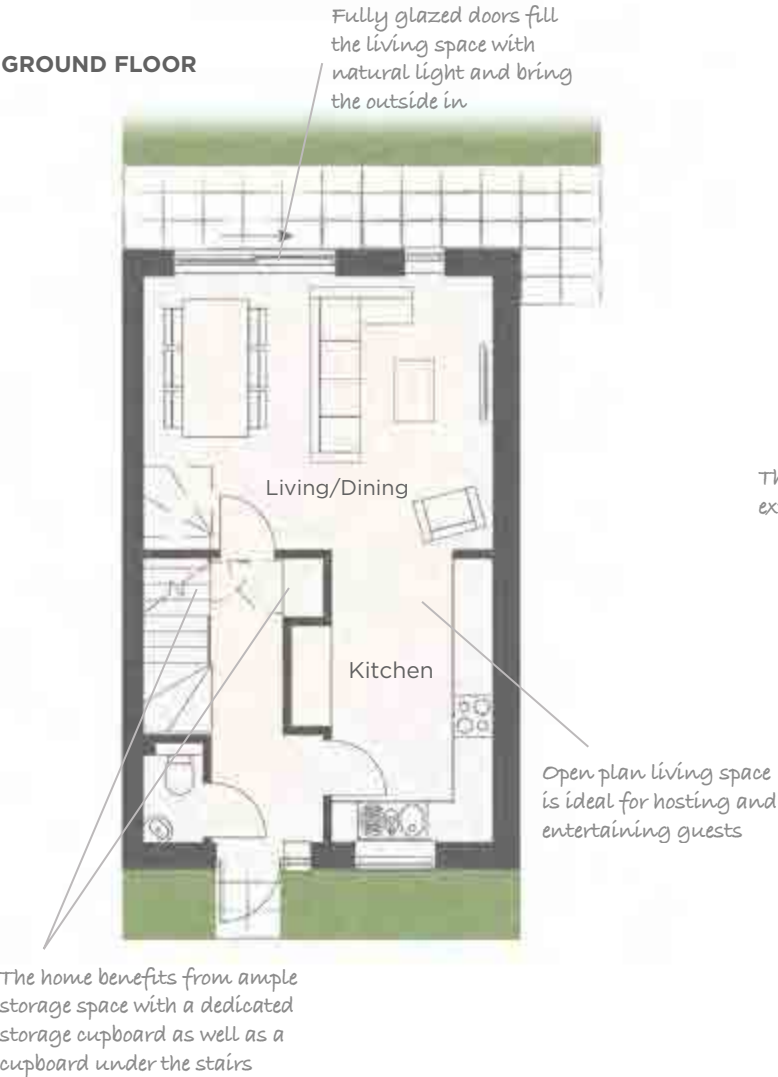 GROUND FLOOR
Fully glazed doors fill
the living space with
natural light and bring
the outside in
Living/Dining
Kitchen
Open plan living space
is ideal for hosting and
entertaining guests
The home benefits from ample
storage space with a dedicated
storage cupboard as well as a
cupboard under the stairs